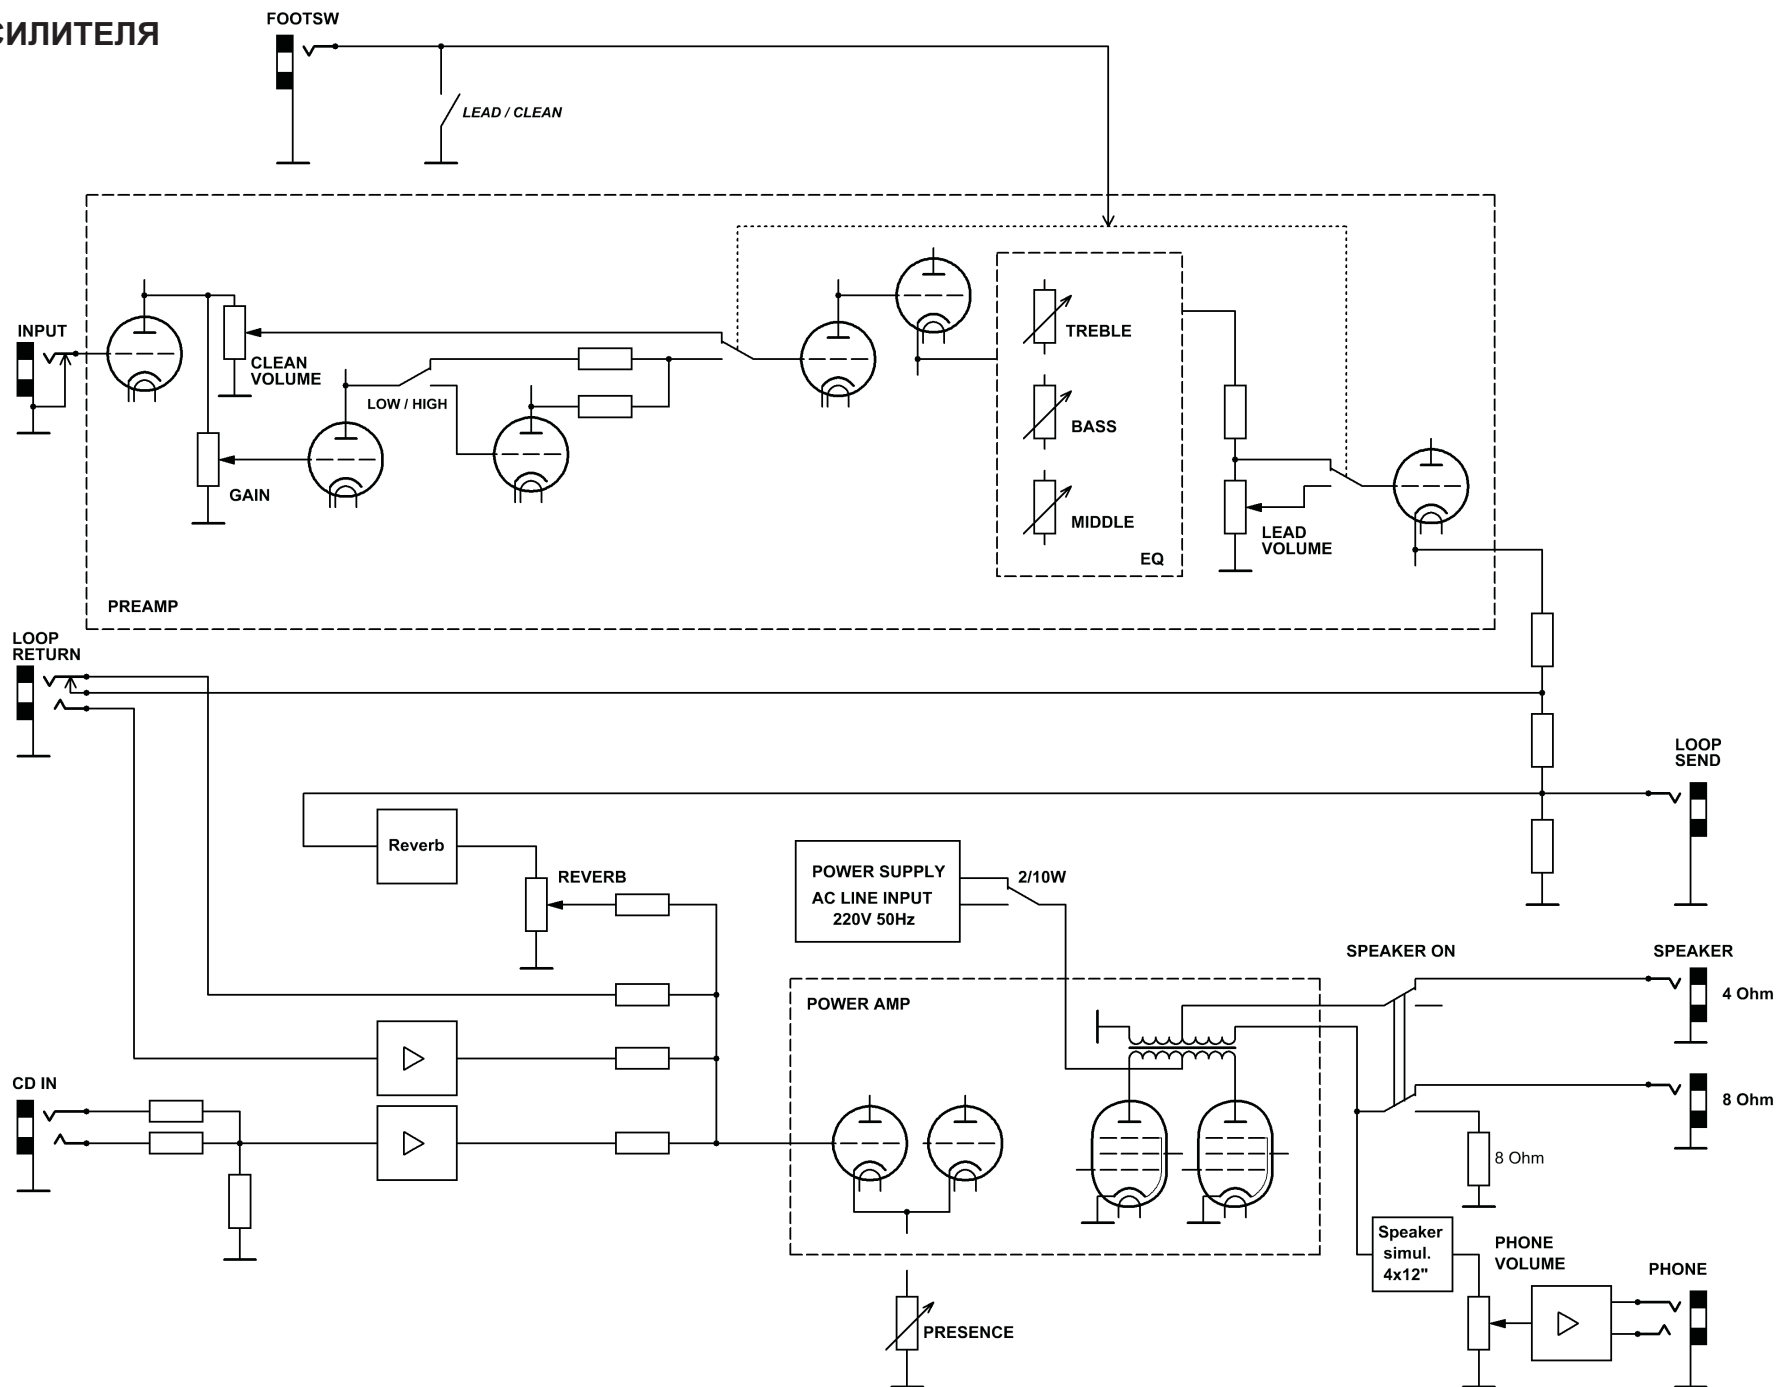 СИЛИТЕЛЯ
FOOTSW
LEAD / CLEAN
INPUT
CLEAN
VOLUME
LOW / HIGH
GAIN
TREBLE
BASS
MIDDLE
EQ
LEAD
VOLUME
PREAMP
LOOP
RETURN
LOOP
SEND
Reverb
REVERB
POWER SUPPLY
AC LINE INPUT
220V 50Hz
2/10W
SPEAKER ON
SPEAKER
4 Ohm
POWER AMP
CD IN
8 Ohm
8 Ohm
Speaker
simul.
4x12"
PHONE
VOLUME
PHONE
PRESENCE